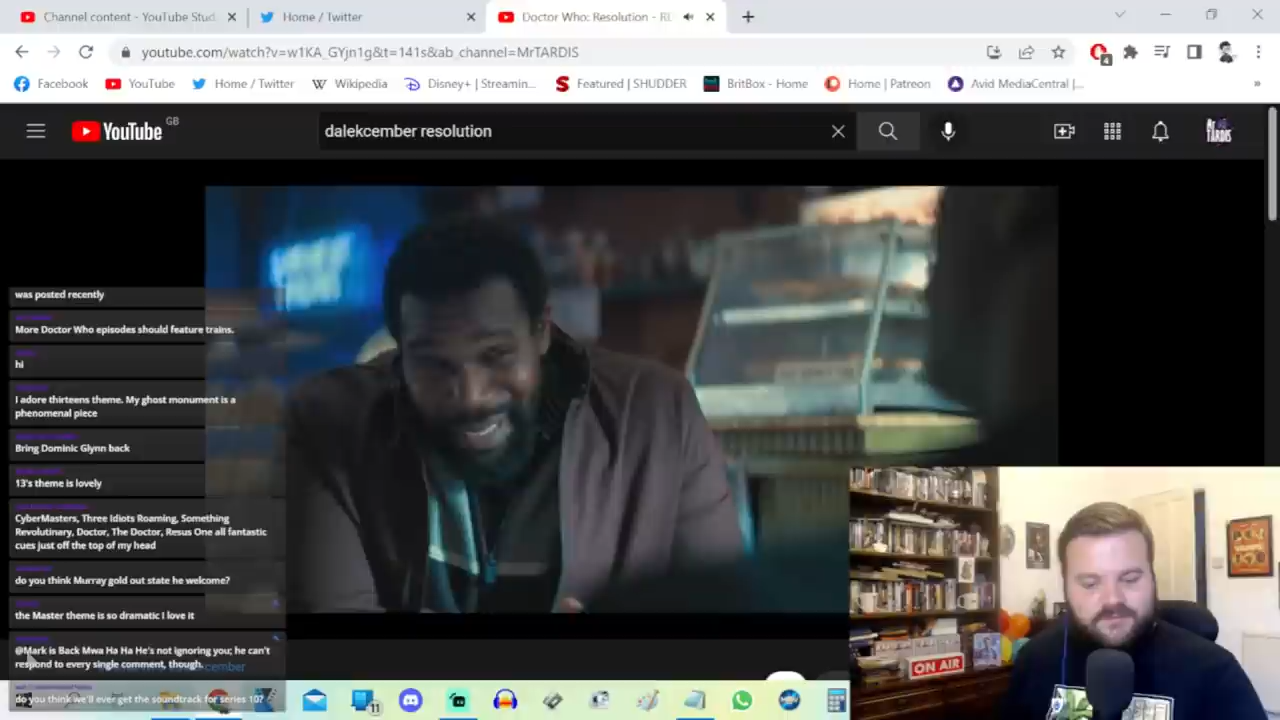 Channel content - YouTube Stud
Home / Twitter
Doctor Who: Resolution - RE
youtube.com/watch?v=w1KA_GYjn1g&t=141s&ab_channel=MrTARDIS
4
Facebook
YouTube
Home / Twitter
Wikipedia
Disney+ | Streamin...
Featured | SHUDDER
BritBox - Home
Home | Patreon
Avid MediaCentral |...
YouTube GB
dalekcember resolution
was posted recently
More Doctor Who episodes should feature trains.
hi
I adore thirteens theme. My ghost monument is a
phenomenal piece
Bring Dominic Glynn back
13's theme is lovely
CyberMasters, Three Idiots Roaming, Something
Revolutinary, Doctor, The Doctor, Resus One all fantastic
cues just off the top of my head
do you think Murray gold out state he welcome?
the Master theme is so dramatic I love it
@Mark is Back Mwa Ha Ha He's not ignoring you; he can't
respond to every single comment, though.
do you think we'll ever get the soundtrack for series 10?
ON AIR
11